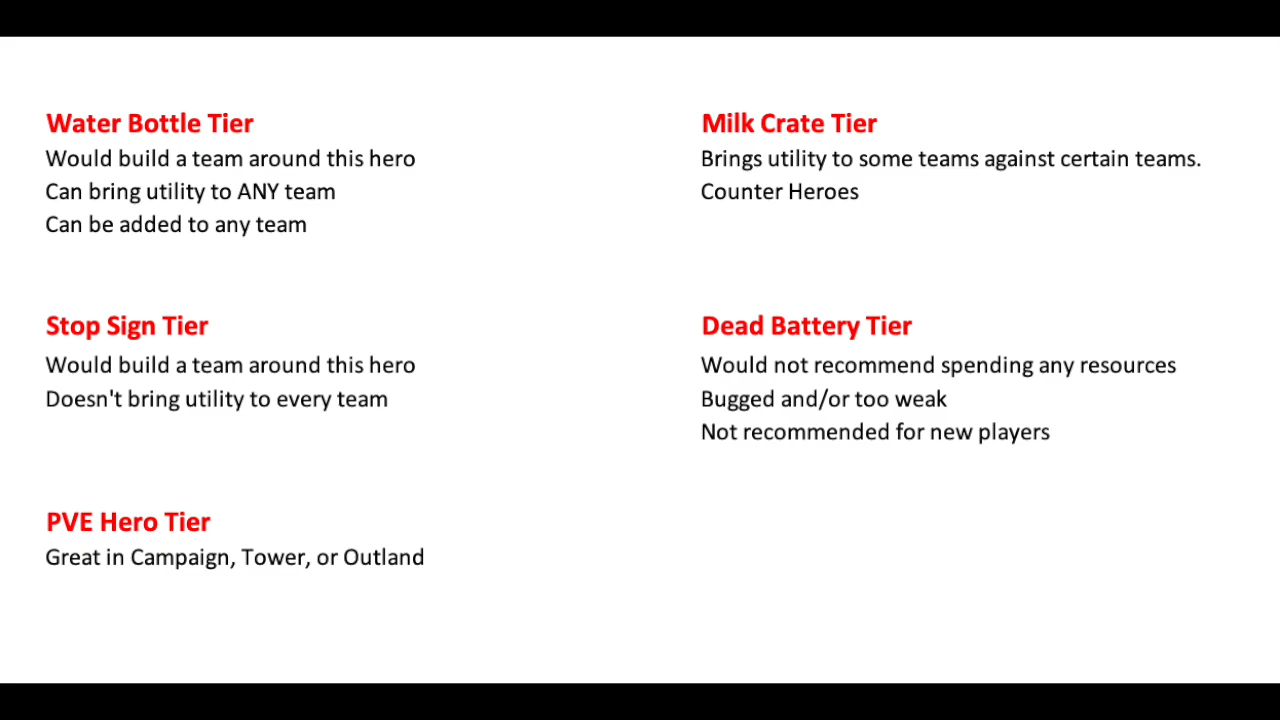 Water Bottle Tier
Would build a team around this hero
Can bring utility to ANY team
Can be added to any team
Stop Sign Tier
Would build a team around this hero
Doesn't bring utility to every team
PVE Hero Tier
Great in Campaign, Tower, or Outland
Milk Crate Tier
Brings utility to some teams against certain teams.
Counter Heroes
Dead Battery Tier
Would not recommend spending any resources
Bugged and/or too weak
Not recommended for new players